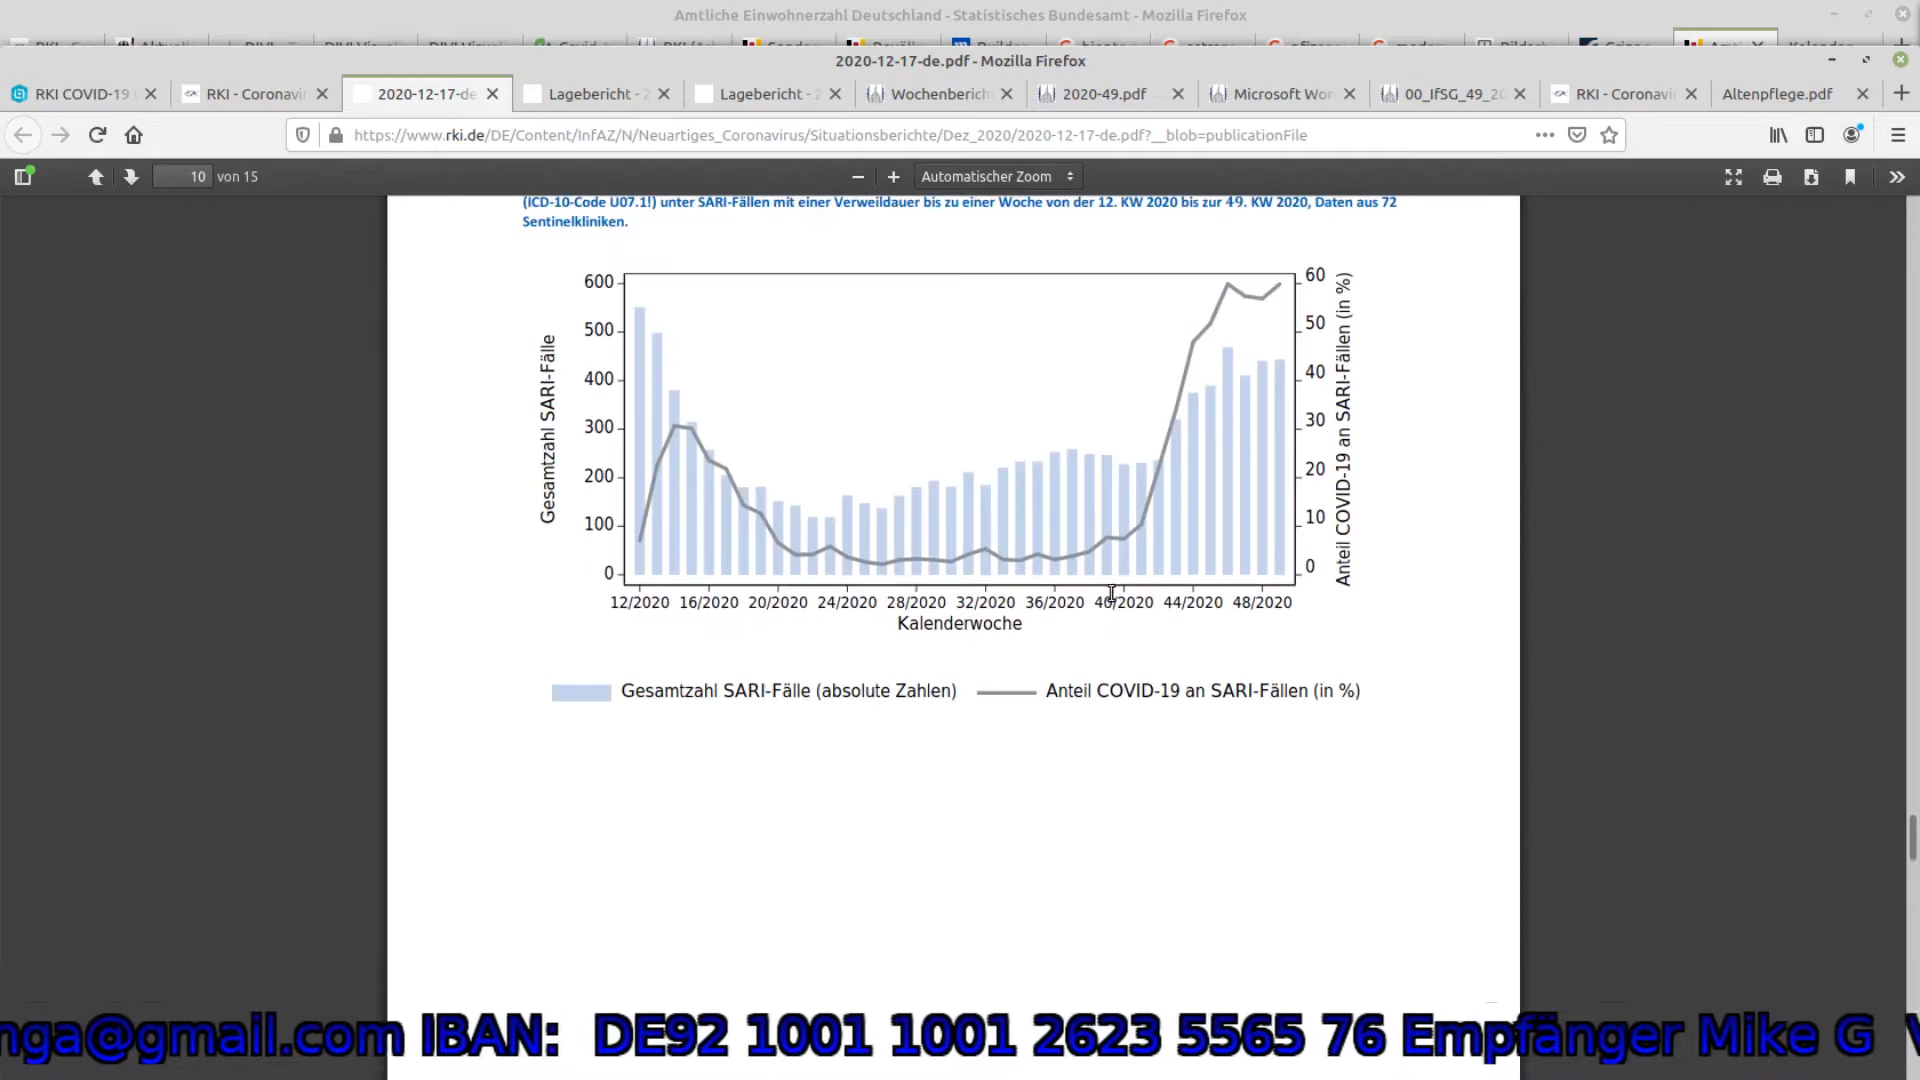 Amtliche Einwohnerzahl Deutschland - Statistisches Bundesamt - Mozilla Firefox
2020-12-17-de.pdf - Mozilla Firefox
RKI COVID-19 RKI - Coronavir 2020-12-17-de Lagebericht - 2 Lagebericht - 2 Wochenberich 2020-49.pdf Microsoft Wor 00_IfSG_49_20 RKI - Coronavi Altenpflege.pdf
https://www.rki.de/DE/Content/InfAZ/N/Neuartiges_Coronavirus/Situationsberichte/Dez_2020/2020-12-17-de.pdf?__blob=publicationFile
10 von 15 Automatischer Zoom
(ICD-10-Code U07.1!) unter SARI-Fällen mit einer Verweildauer bis zu einer Woche von der 12. KW 2020 bis zur 49. KW 2020, Daten aus 72
Sentinelkliniken.
Gesamtzahl SARI-Fälle
600
500
400
300
200
100
0
60
50
40
30
20
10
0
Anteil COVID-19 an SARI-Fällen (in %)
12/2020 16/2020 20/2020 24/2020 28/2020 32/2020 36/2020 40/2020 44/2020 48/2020
Kalenderwoche
Gesamtzahl SARI-Fälle (absolute Zahlen) Anteil COVID-19 an SARI-Fällen (in %)
nga@gmail.com IBAN: DE92 1001 1001 2623 5565 76 Empfänger Mike G